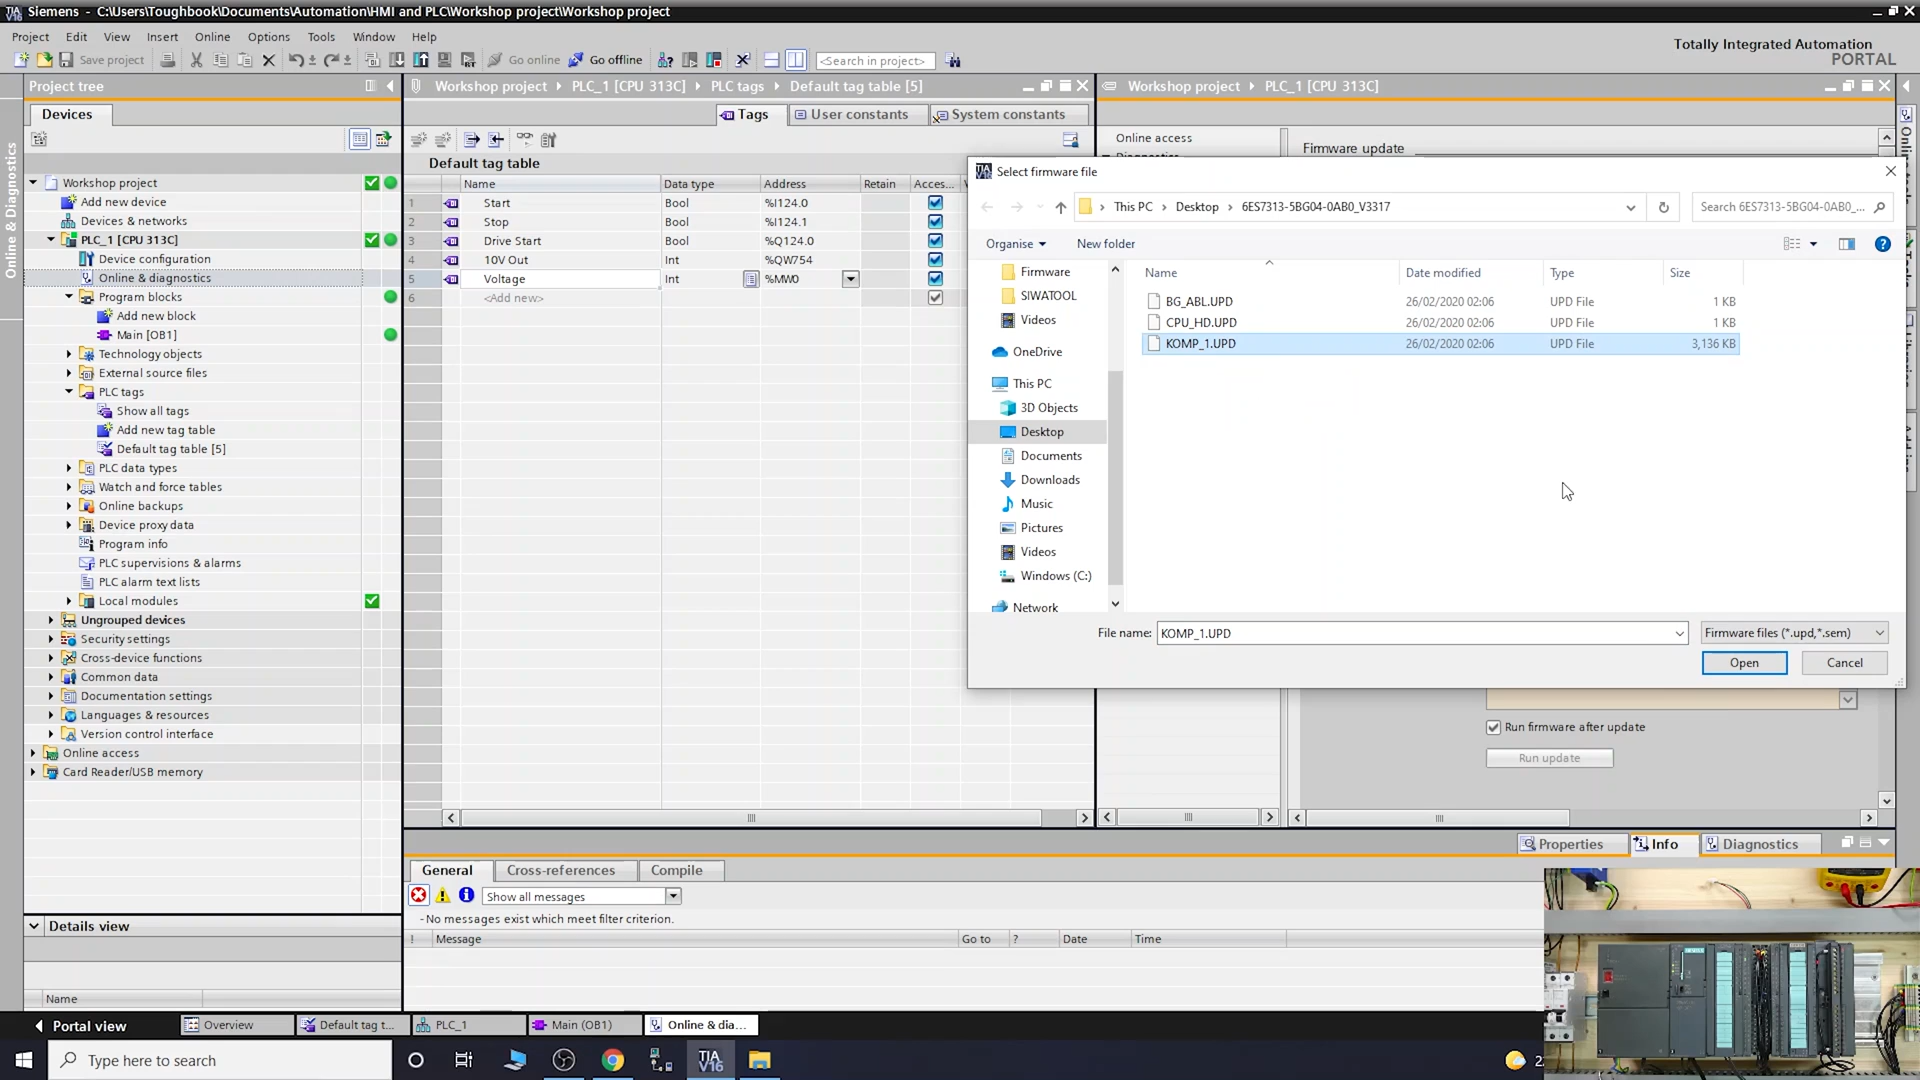 Siemens - C:\Users\Toughbook\Documents\Automation\HMI and PLC\Workshop project\Workshop project
Project Edit View Insert Online Options Tools Window Help
Totally Integrated Automation
PORTAL
Save project
Go online
Go offline
<Search in project>
Project tree
Workshop project › PLC_1 [CPU 313C] › PLC tags › Default tag table [5]
Workshop project › PLC_1 [CPU 313C]
Devices
Tags
User constants
System constants
Online & Diagnostics
Default tag table
Name Data type Address Retain Acces...
1 Start Bool %I124.0
2 Stop Bool %I124.1
3 Drive Start Bool %Q124.0
4 10V Out Int %QW754
5 Voltage Int %MW0
6 <Add new>
Workshop project
Add new device
Devices & networks
PLC_1 [CPU 313C]
Device configuration
Online & diagnostics
Program blocks
Add new block
Main [OB1]
Technology objects
External source files
PLC tags
Show all tags
Add new tag table
Default tag table [5]
PLC data types
Watch and force tables
Online backups
Device proxy data
Program info
PLC supervisions & alarms
PLC alarm text lists
Local modules
Ungrouped devices
Security settings
Cross-device functions
Common data
Documentation settings
Languages & resources
Version control interface
Online access
Card Reader/USB memory
Online access
Firmware update
Select firmware file
This PC › Desktop › 6ES7313-5BG04-0AB0_V3317
Search 6ES7313-5BG04-0AB0_...
Organise
New folder
Firmware
SIWATOOL
Videos
OneDrive
This PC
3D Objects
Desktop
Documents
Downloads
Music
Pictures
Videos
Windows (C:)
Network
Name Date modified Type Size
BG_ABL.UPD 26/02/2020 02:06 UPD File 1 KB
CPU_HD.UPD 26/02/2020 02:06 UPD File 1 KB
KOMP_1.UPD 26/02/2020 02:06 UPD File 3,136 KB
File name: KOMP_1.UPD
Firmware files (*.upd,*.sem)
Open
Cancel
Run firmware after update
Run update
Properties
Info
Diagnostics
General
Cross-references
Compile
Show all messages
- No messages exist which meet filter criterion.
! Message Go to ? Date Time
Details view
Name
Portal view
Overview
Default tag t...
PLC_1
Main (OB1)
Online & dia...
Type here to search
TIA
V16